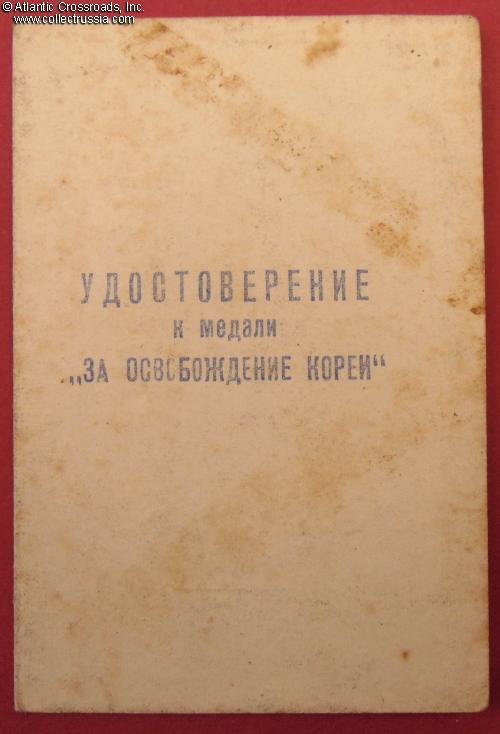 © Atlantic Crossroads, Inc.
www.collectrussia.com
УДОСТОВЕРЕНИЕ
к медали
„ЗА ОСВОБОЖДЕНИЕ КОРЕИ“